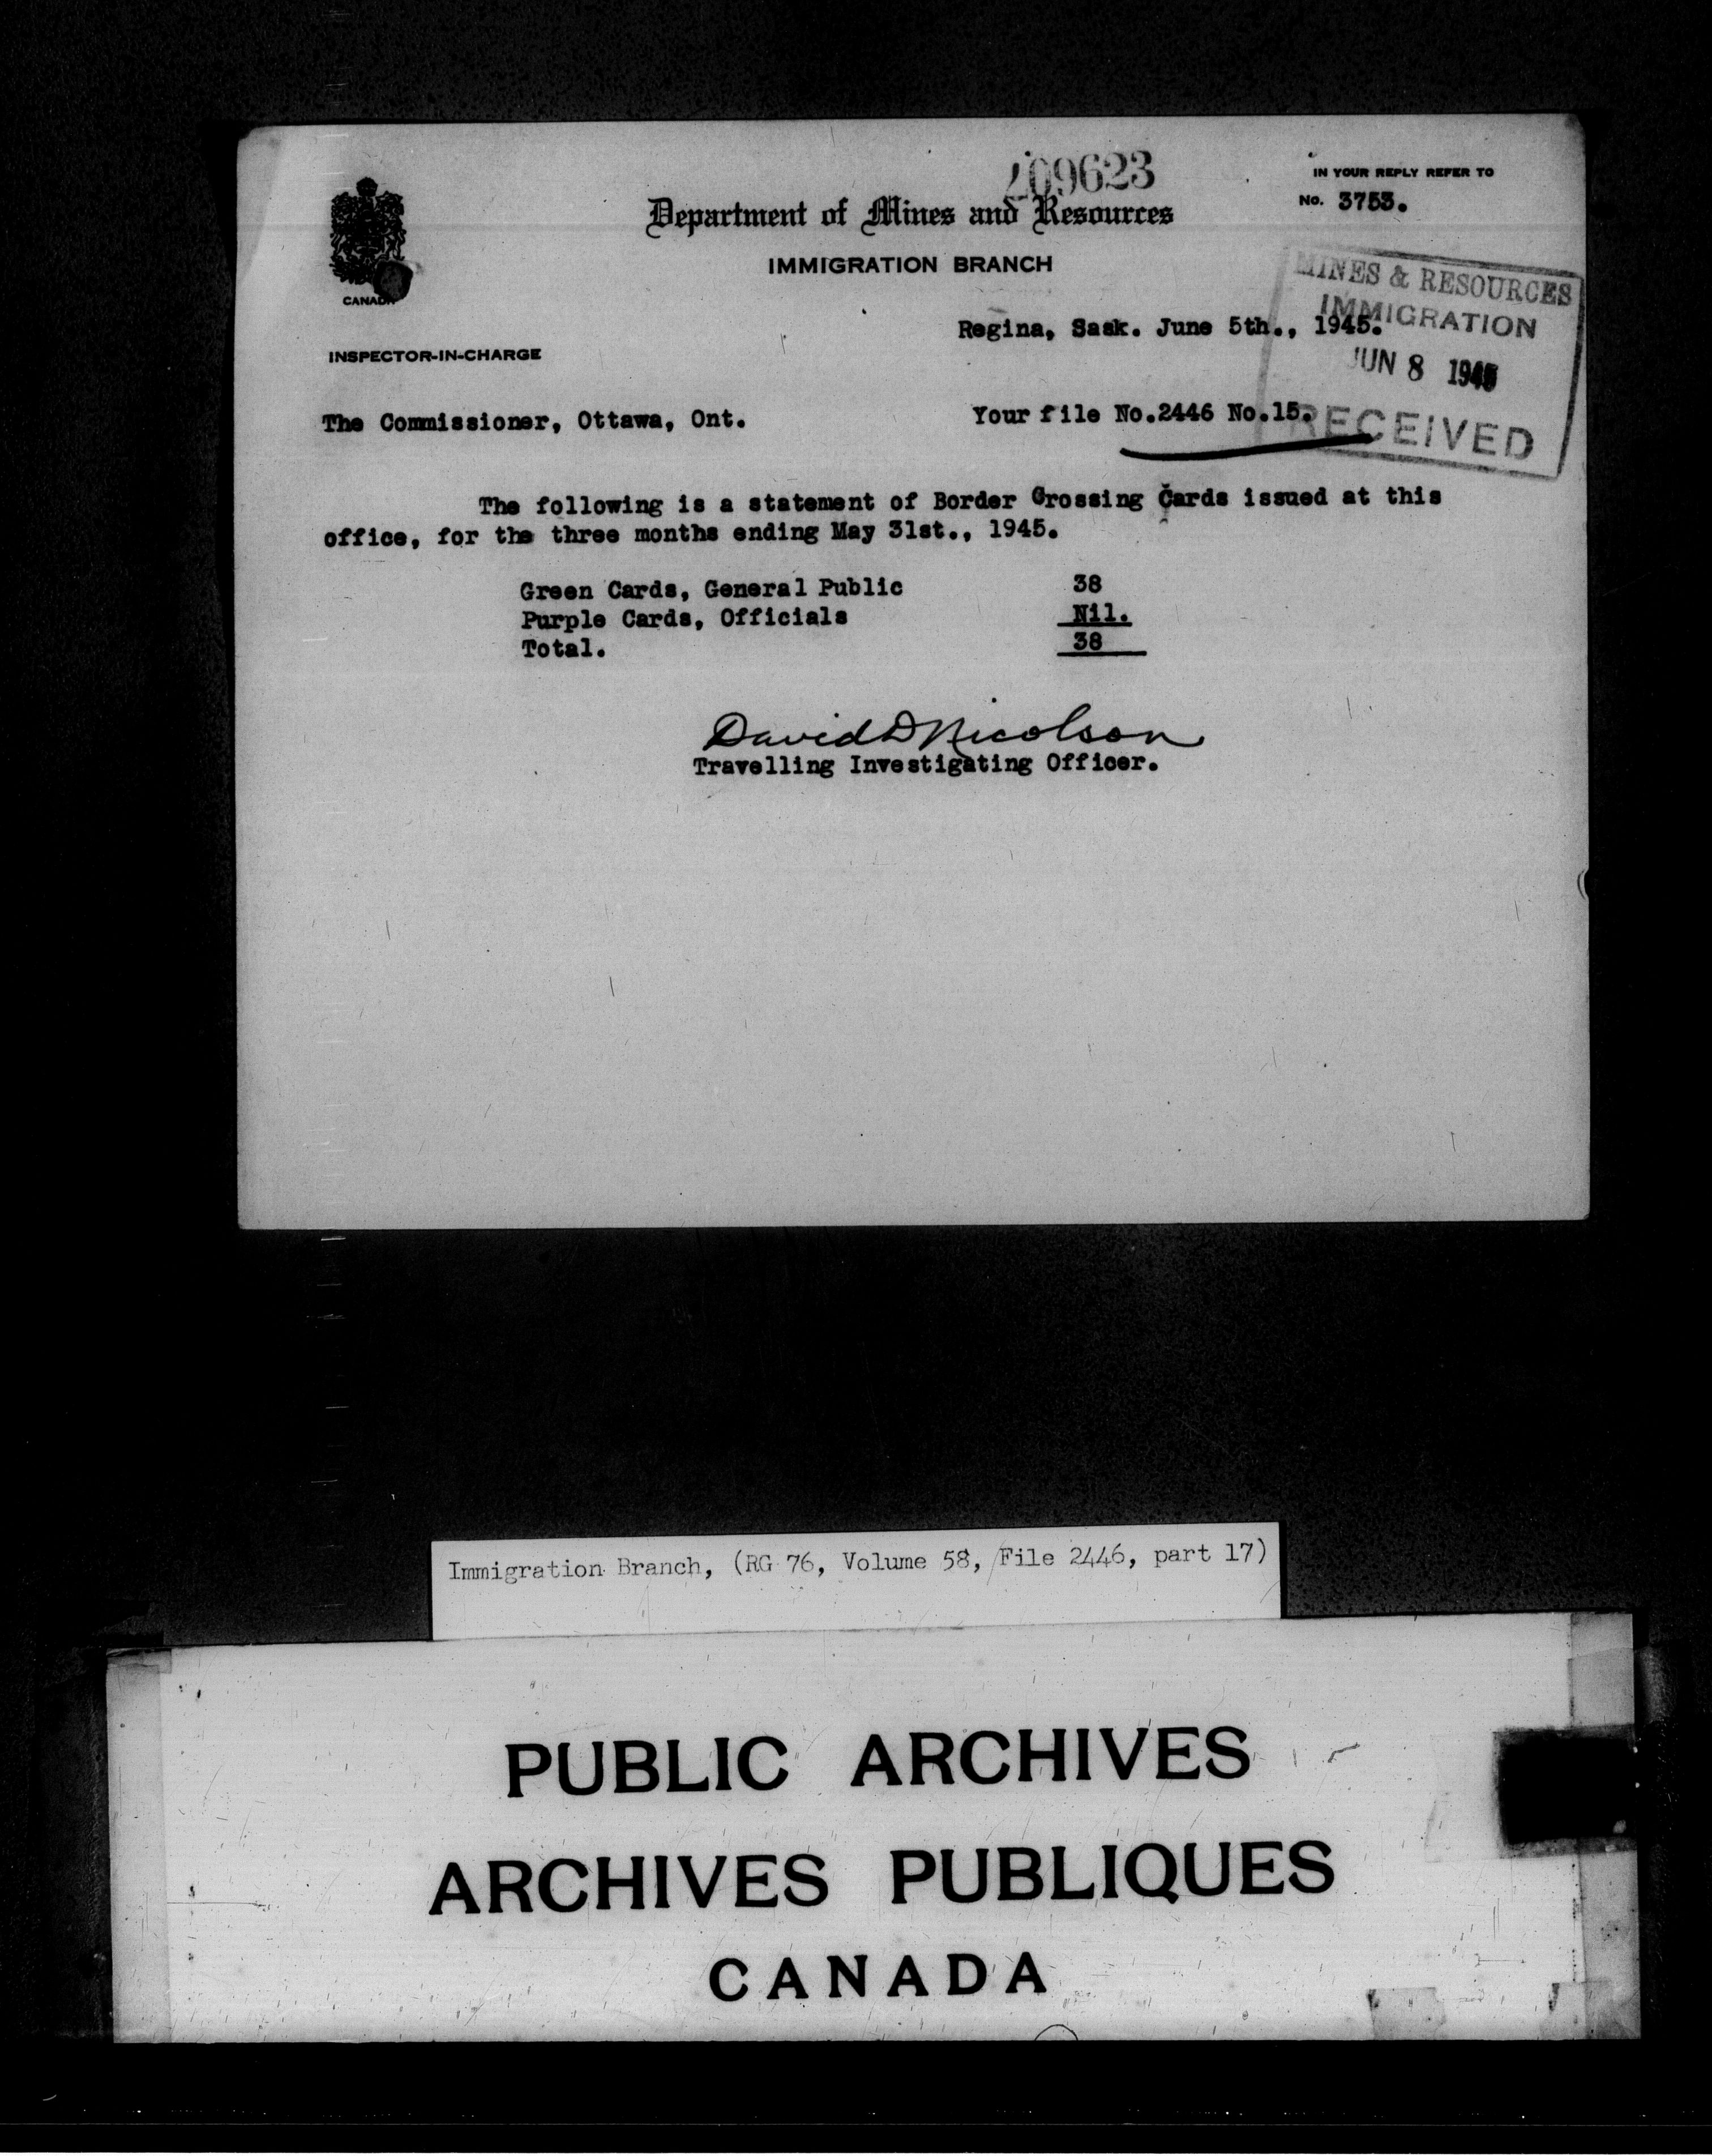 209623
IN YOUR REPLY REFER TO
No. 3753.
Department of Mines and Resources
IMMIGRATION BRANCH
CANADA
MINES & RESOURCES
IMMIGRATION
JUN 8 1945
RECEIVED
Regina, Sask. June 5th., 1945.
INSPECTOR-IN-CHARGE
The Commissioner, Ottawa, Ont.
Your file No.2446 No.15.
The following is a statement of Border Crossing Cards issued at this
office, for the three months ending May 31st., 1945.
Green Cards, General Public 38
Purple Cards, Officials Nil.
Total. 38
David D Nicolson
Travelling Investigating Officer.
Immigration Branch, (RG 76, Volume 58, File 2446, part 17)
PUBLIC ARCHIVES
ARCHIVES PUBLIQUES
CANADA